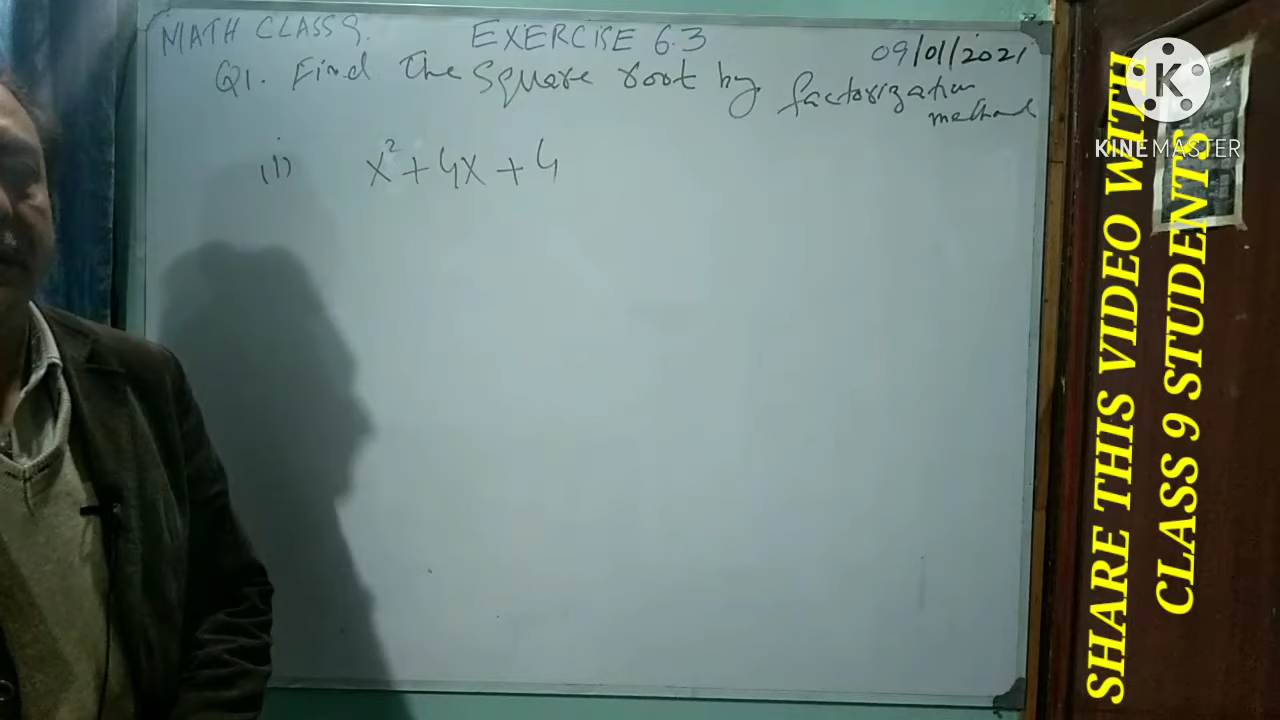 MATH CLASS 9. EXERCISE 6.3 09/01/2021
Q1. Find the square root by factorization
method
(i) x² + 4x + 4
K
KINEMASTER
SHARE THIS VIDEO WITH
CLASS 9 STUDENTS